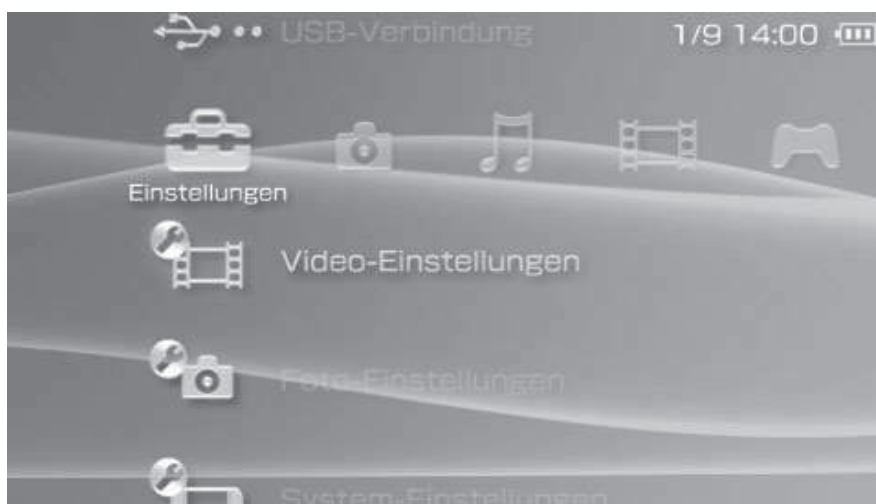 USB-Verbindung
1/9 14:00
Einstellungen
Video-Einstellungen
Foto-Einstellungen
System-Einstellungen